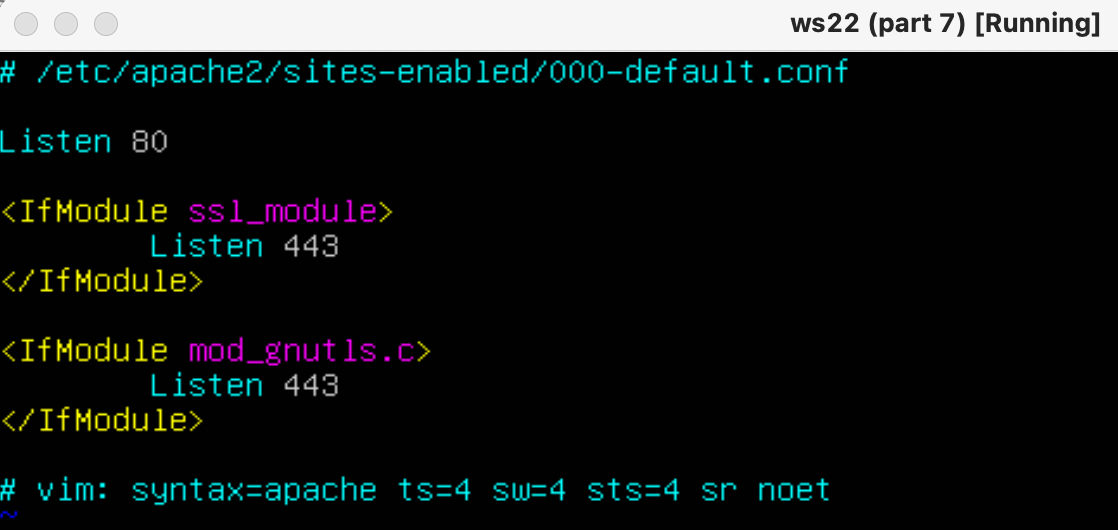 ws22 (part 7) [Running]
# /etc/apache2/sites-enabled/000-default.conf
Listen 80
<IfModule ssl_module>
Listen 443
</IfModule>
<IfModule mod_gnutls.c>
Listen 443
</IfModule>
# vim: syntax=apache ts=4 sw=4 sts=4 sr noet
~